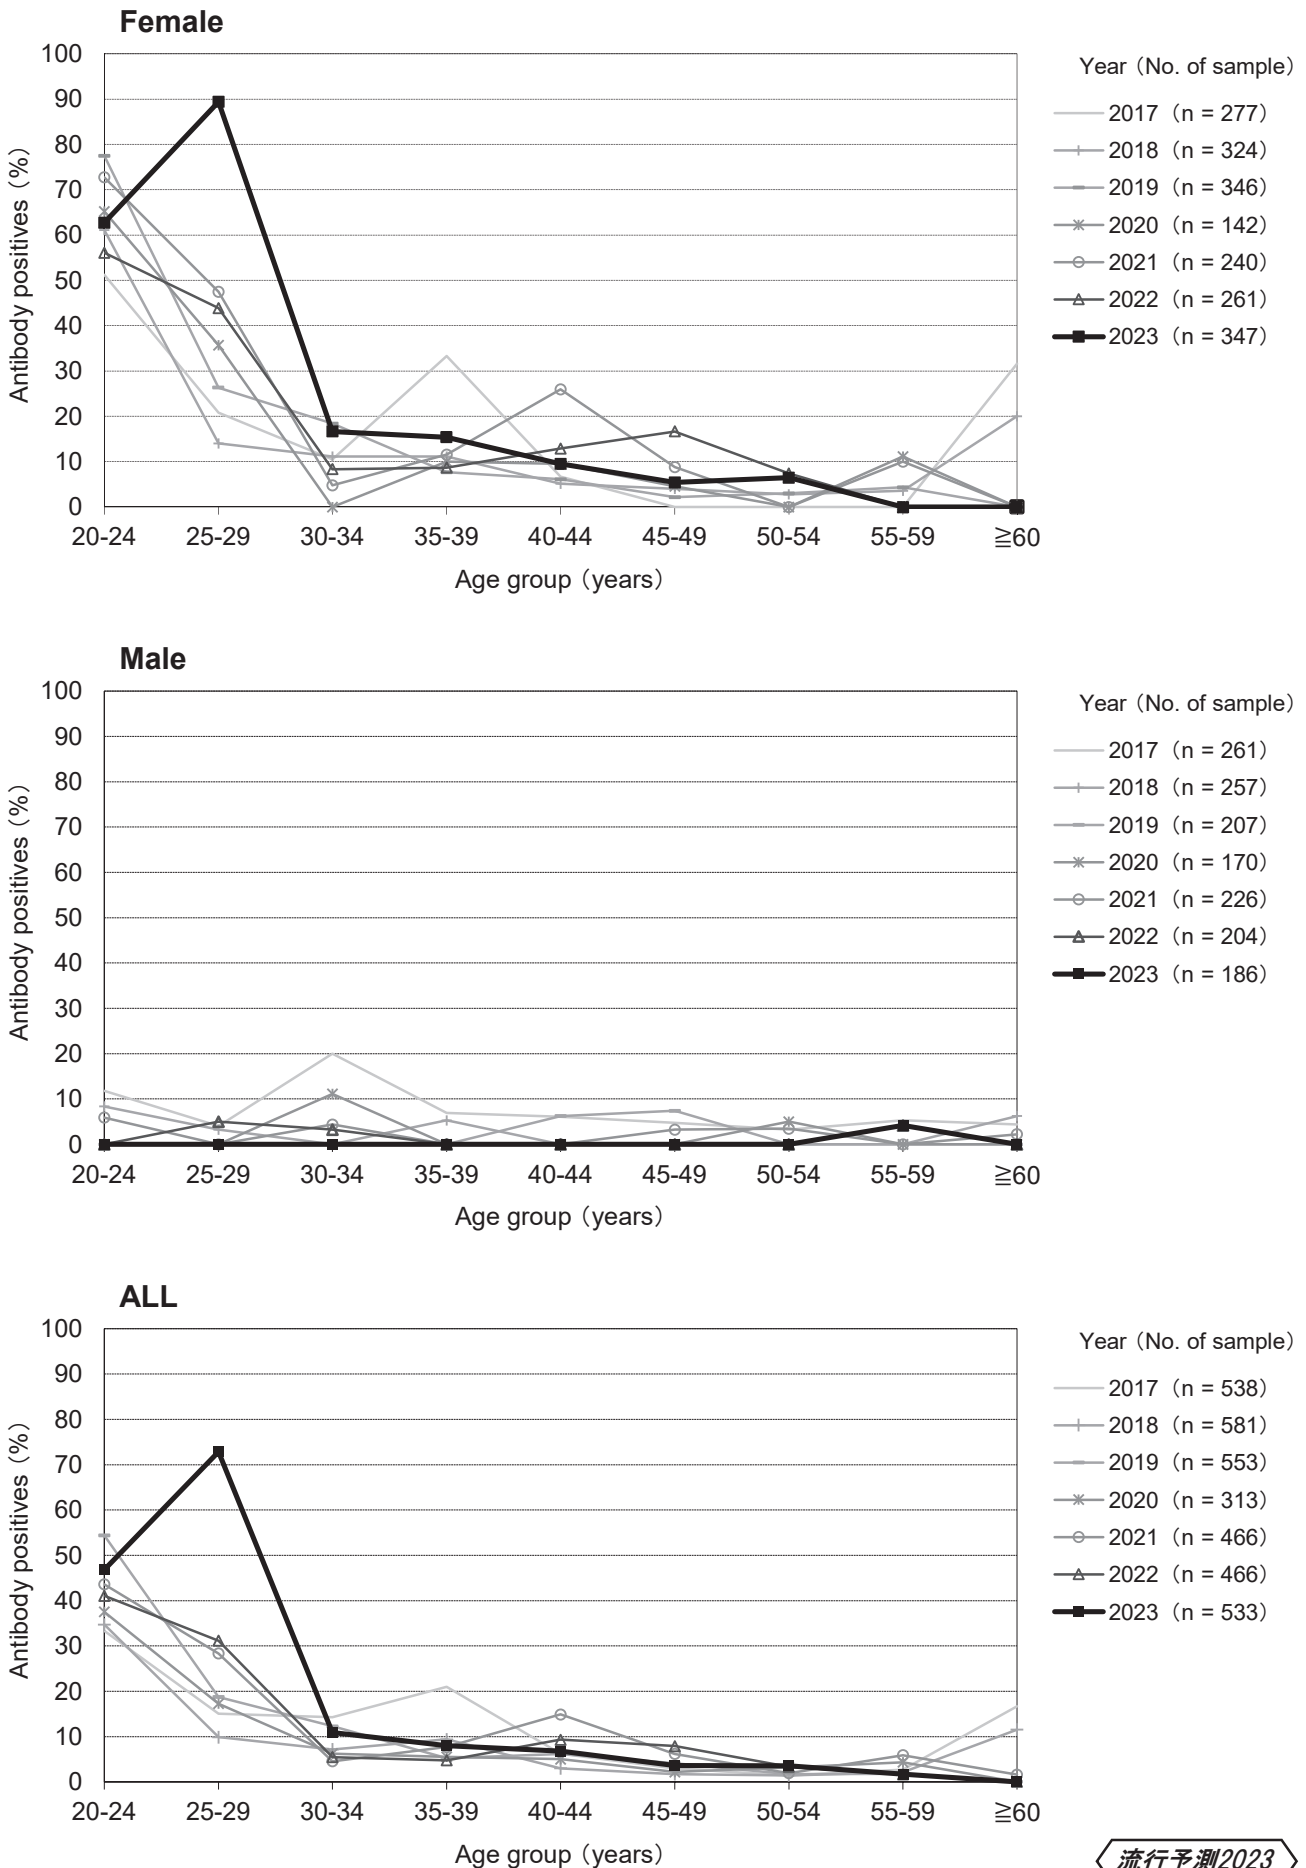 Female
100
90
80
70
60
50
40
30
20
10
0
Antibody positives (%)
20-24 25-29 30-34 35-39 40-44 45-49 50-54 55-59 ≧60
Age group (years)
Year (No. of sample)
2017 (n = 277)
2018 (n = 324)
2019 (n = 346)
2020 (n = 142)
2021 (n = 240)
2022 (n = 261)
2023 (n = 347)
Male
100
90
80
70
60
50
40
30
20
10
0
Antibody positives (%)
20-24 25-29 30-34 35-39 40-44 45-49 50-54 55-59 ≧60
Age group (years)
Year (No. of sample)
2017 (n = 261)
2018 (n = 257)
2019 (n = 207)
2020 (n = 170)
2021 (n = 226)
2022 (n = 204)
2023 (n = 186)
ALL
100
90
80
70
60
50
40
30
20
10
0
Antibody positives (%)
20-24 25-29 30-34 35-39 40-44 45-49 50-54 55-59 ≧60
Age group (years)
Year (No. of sample)
2017 (n = 538)
2018 (n = 581)
2019 (n = 553)
2020 (n = 313)
2021 (n = 466)
2022 (n = 466)
2023 (n = 533)
流行予測2023